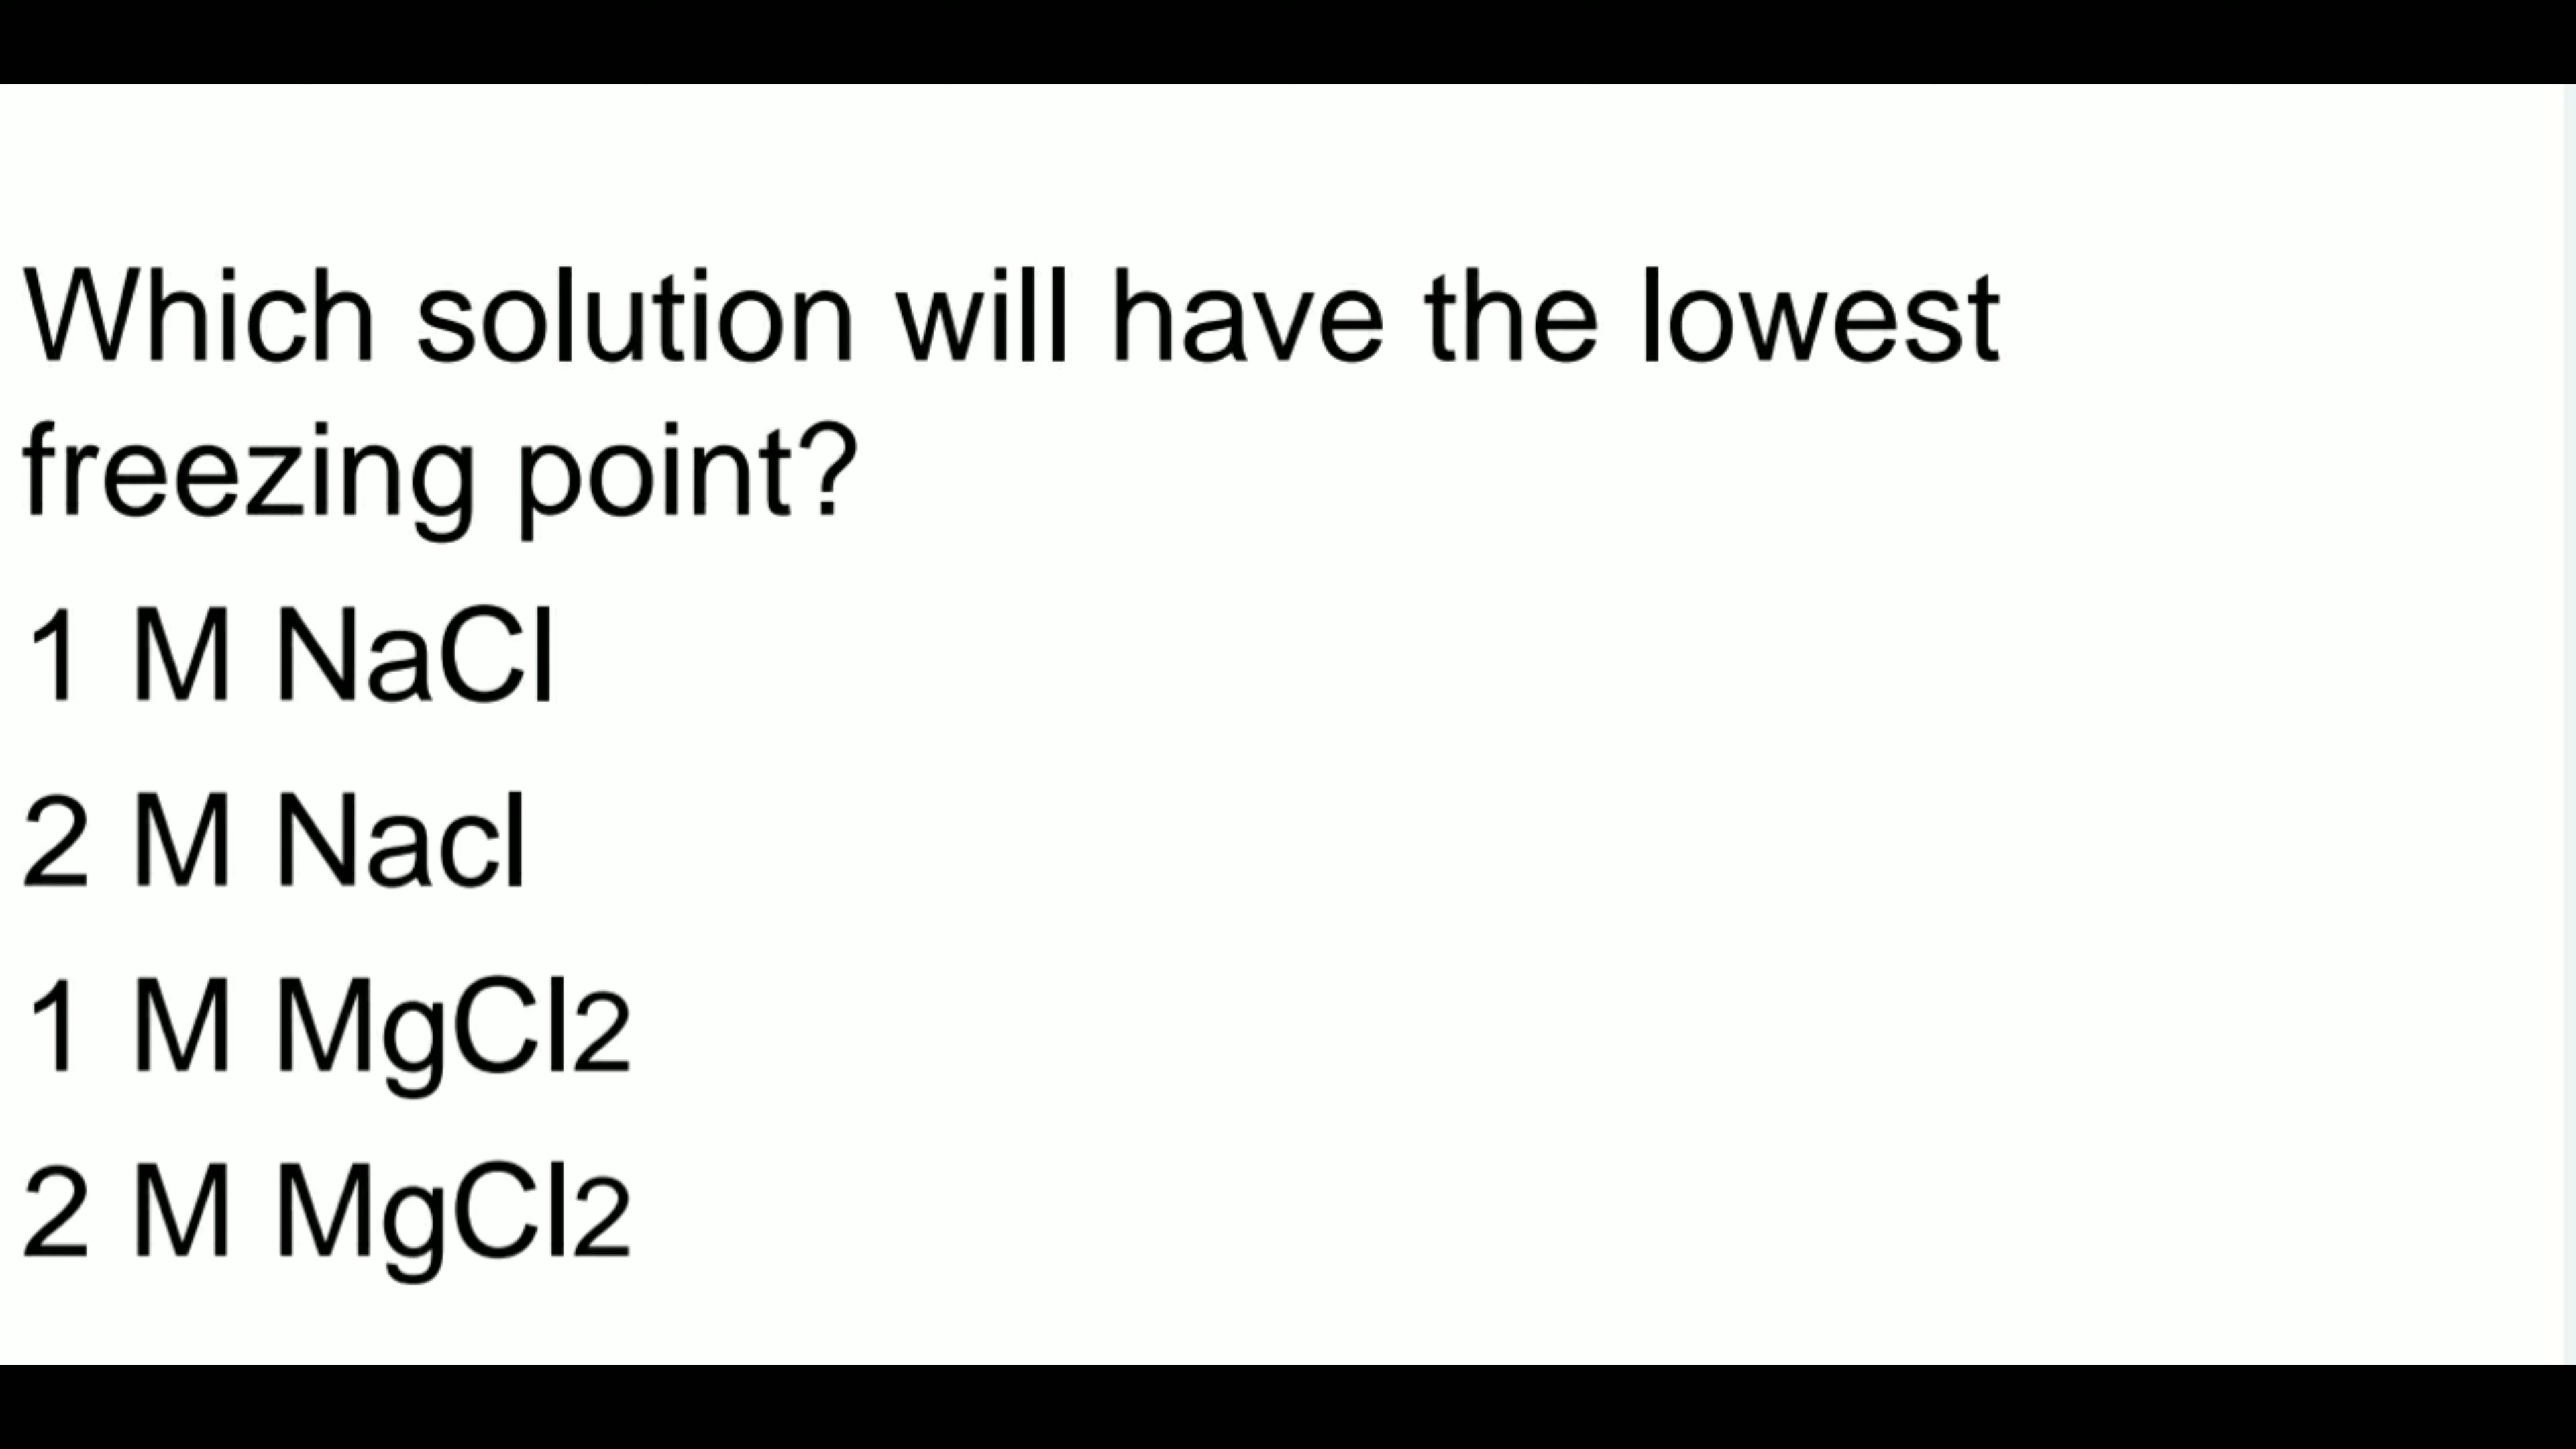 Which solution will have the lowest
freezing point?
1 M NaCl
2 M Nacl
1 M MgCl2
2 M MgCl2